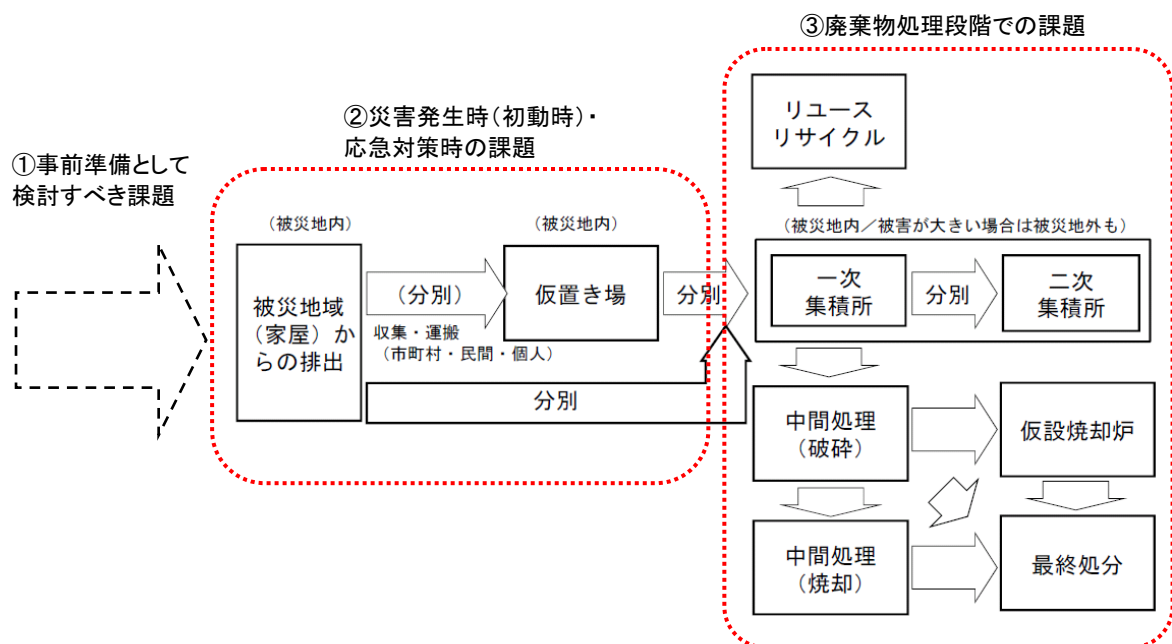 ③廃棄物処理段階での課題
②災害発生時（初動時）・
応急対策時の課題
①事前準備として
検討すべき課題
リユース
リサイクル
（被災地内）
（被災地内）
（被災地内／被害が大きい場合は被災地外も）
被災地域
（家屋）か
らの排出
（分別）
収集・運搬
（市町村・民間・個人）
仮置き場
分別
一次
集積所
分別
二次
集積所
分別
中間処理
（破砕）
仮設焼却炉
中間処理
（焼却）
最終処分